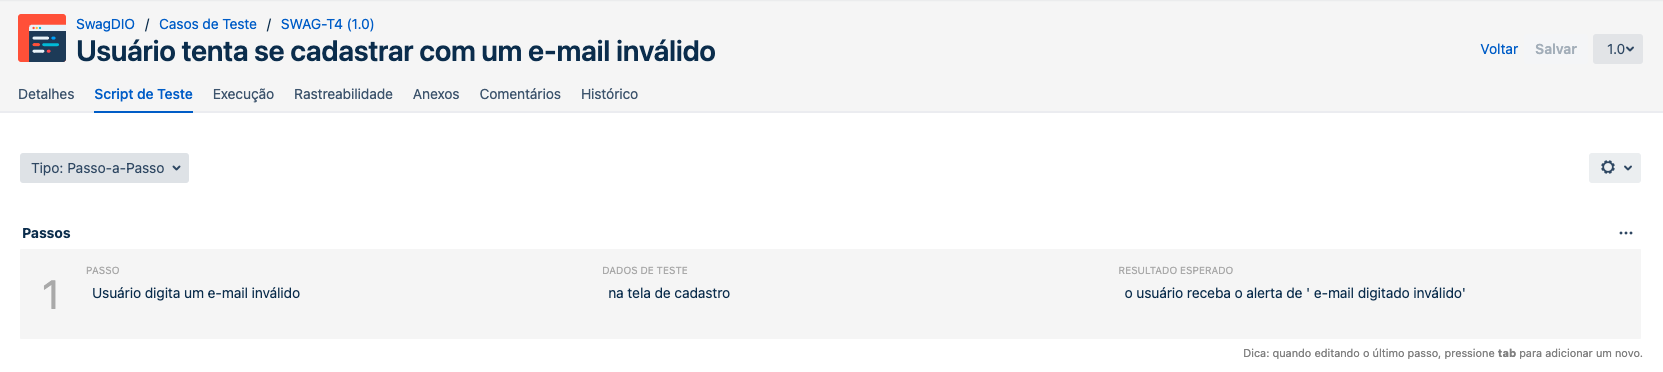 SwagDIO / Casos de Teste / SWAG-T4 (1.0)
Usuário tenta se cadastrar com um e-mail inválido
Voltar Salvar 1.0
Detalhes Script de Teste Execução Rastreabilidade Anexos Comentários Histórico
Tipo: Passo-a-Passo
Passos
1
PASSO
Usuário digita um e-mail inválido
DADOS DE TESTE
na tela de cadastro
RESULTADO ESPERADO
o usuário receba o alerta de ' e-mail digitado inválido'
Dica: quando editando o último passo, pressione tab para adicionar um novo.